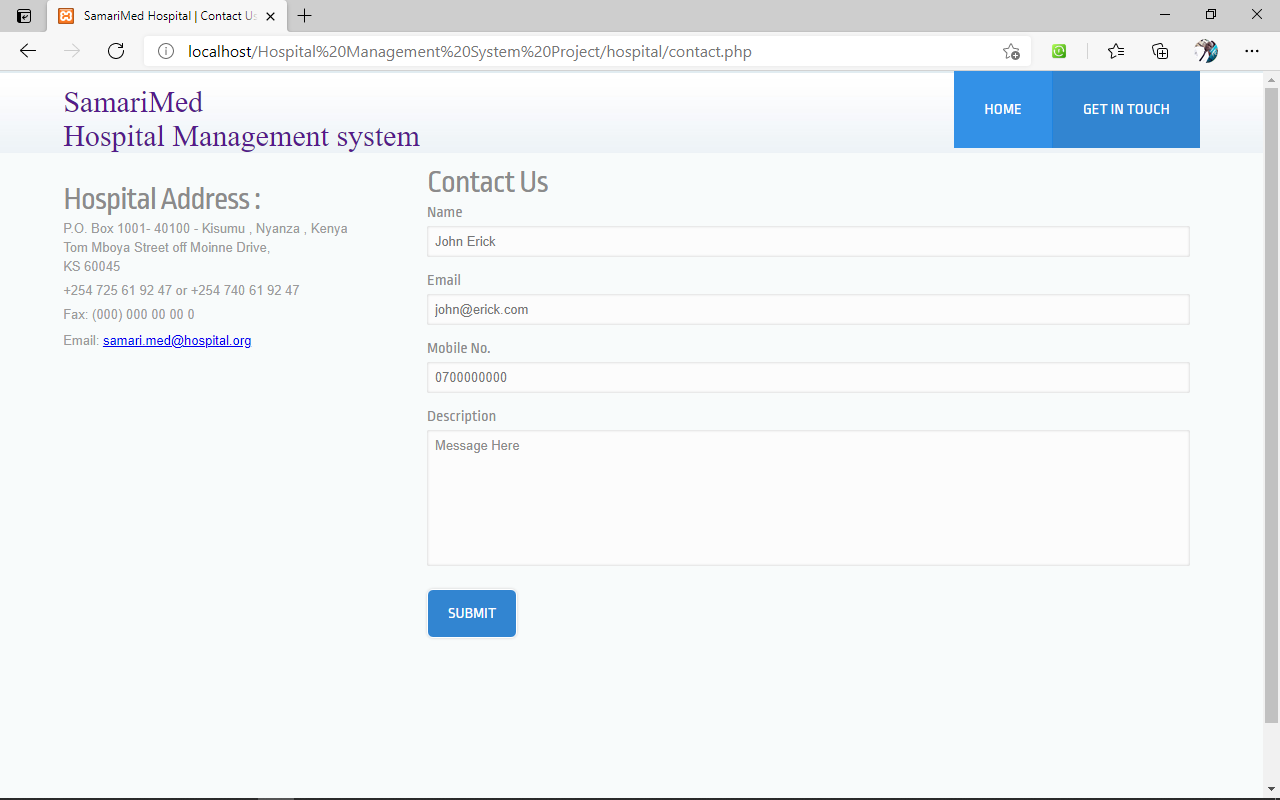 SamariMed Hospital | Contact Us
localhost/Hospital%20Management%20System%20Project/hospital/contact.php
SamariMed
Hospital Management system
HOME
GET IN TOUCH
Hospital Address :
P.O. Box 1001- 40100 - Kisumu , Nyanza , Kenya
Tom Mboya Street off Moinne Drive,
KS 60045
+254 725 61 92 47 or +254 740 61 92 47
Fax: (000) 000 00 00 0
Email: samari.med@hospital.org
Contact Us
Name
John Erick
Email
john@erick.com
Mobile No.
0700000000
Description
Message Here
SUBMIT